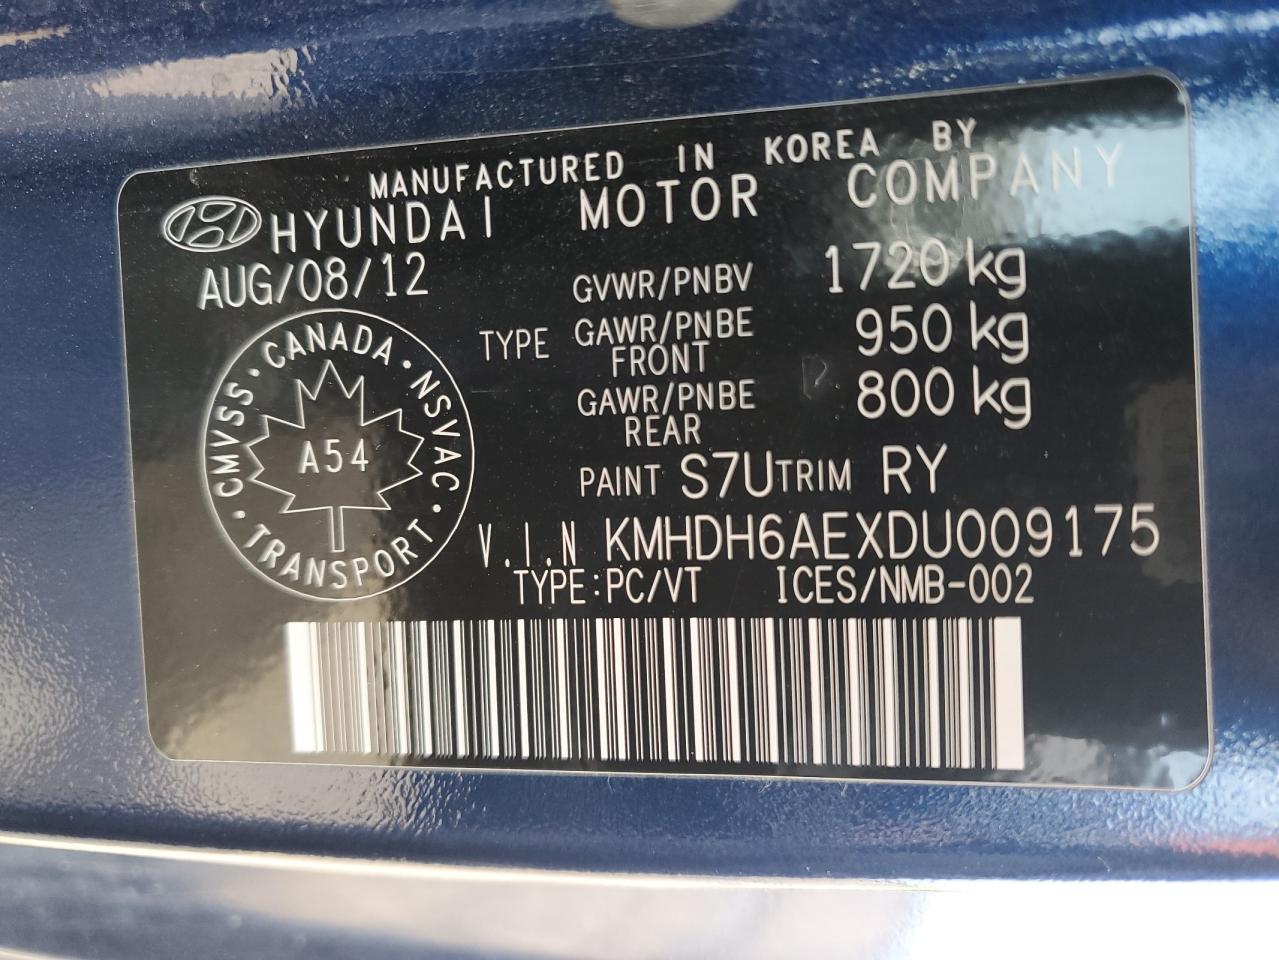 MANUFACTURED IN KOREA BY
HYUNDAI MOTOR COMPANY
AUG/08/12
GVWR/PNBV 1720 kg
TYPE GAWR/PNBE FRONT 950 kg
GAWR/PNBE REAR 800 kg
PAINT S7U TRIM RY
V.I.N KMHDH6AEXDU009175
TYPE:PC/VT ICES/NMB-002
CMVSS · CANADA · NSVAC · TRANSPORT ·
A54